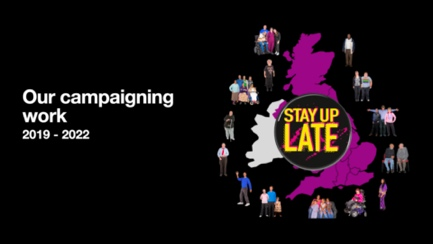 Our campaigning
work
2019 - 2022
STAY UP
LATE